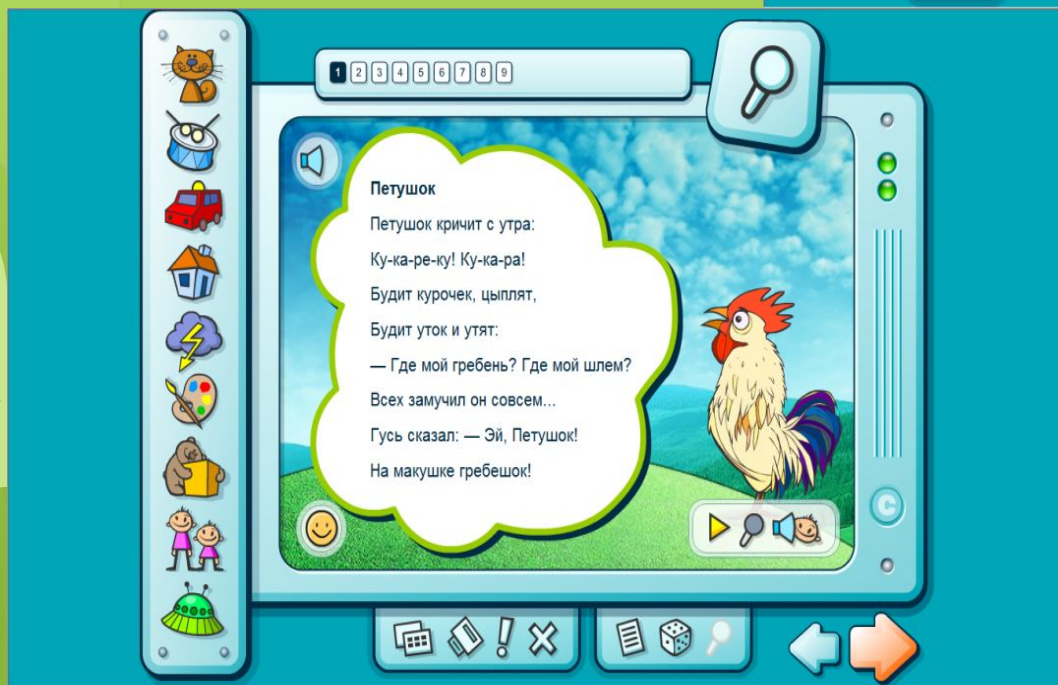 1 2 3 4 5 6 7 8 9
Петушок
Петушок кричит с утра:
Ку-ка-ре-ку! Ку-ка-ра!
Будит курочек, цыплят,
Будит уток и утят:
— Где мой гребень? Где мой шлем?
Всех замучил он совсем...
Гусь сказал: — Эй, Петушок!
На макушке гребешок!
C